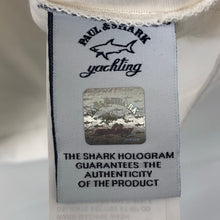 PAUL & SHARK
yachting
THE SHARK HOLOGRAM
GUARANTEES THE
AUTHENTICITY
OF THE PRODUCT